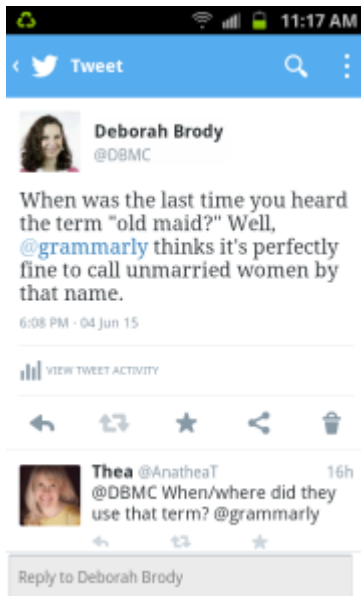 11:17 AM
Tweet
Deborah Brody
@DBMC
When was the last time you heard
the term "old maid?" Well,
@grammarly thinks it's perfectly
fine to call unmarried women by
that name.
6:08 PM · 04 Jun 15
VIEW TWEET ACTIVITY
Thea @AnatheaT 16h
@DBMC When/where did they
use that term? @grammarly
Reply to Deborah Brody